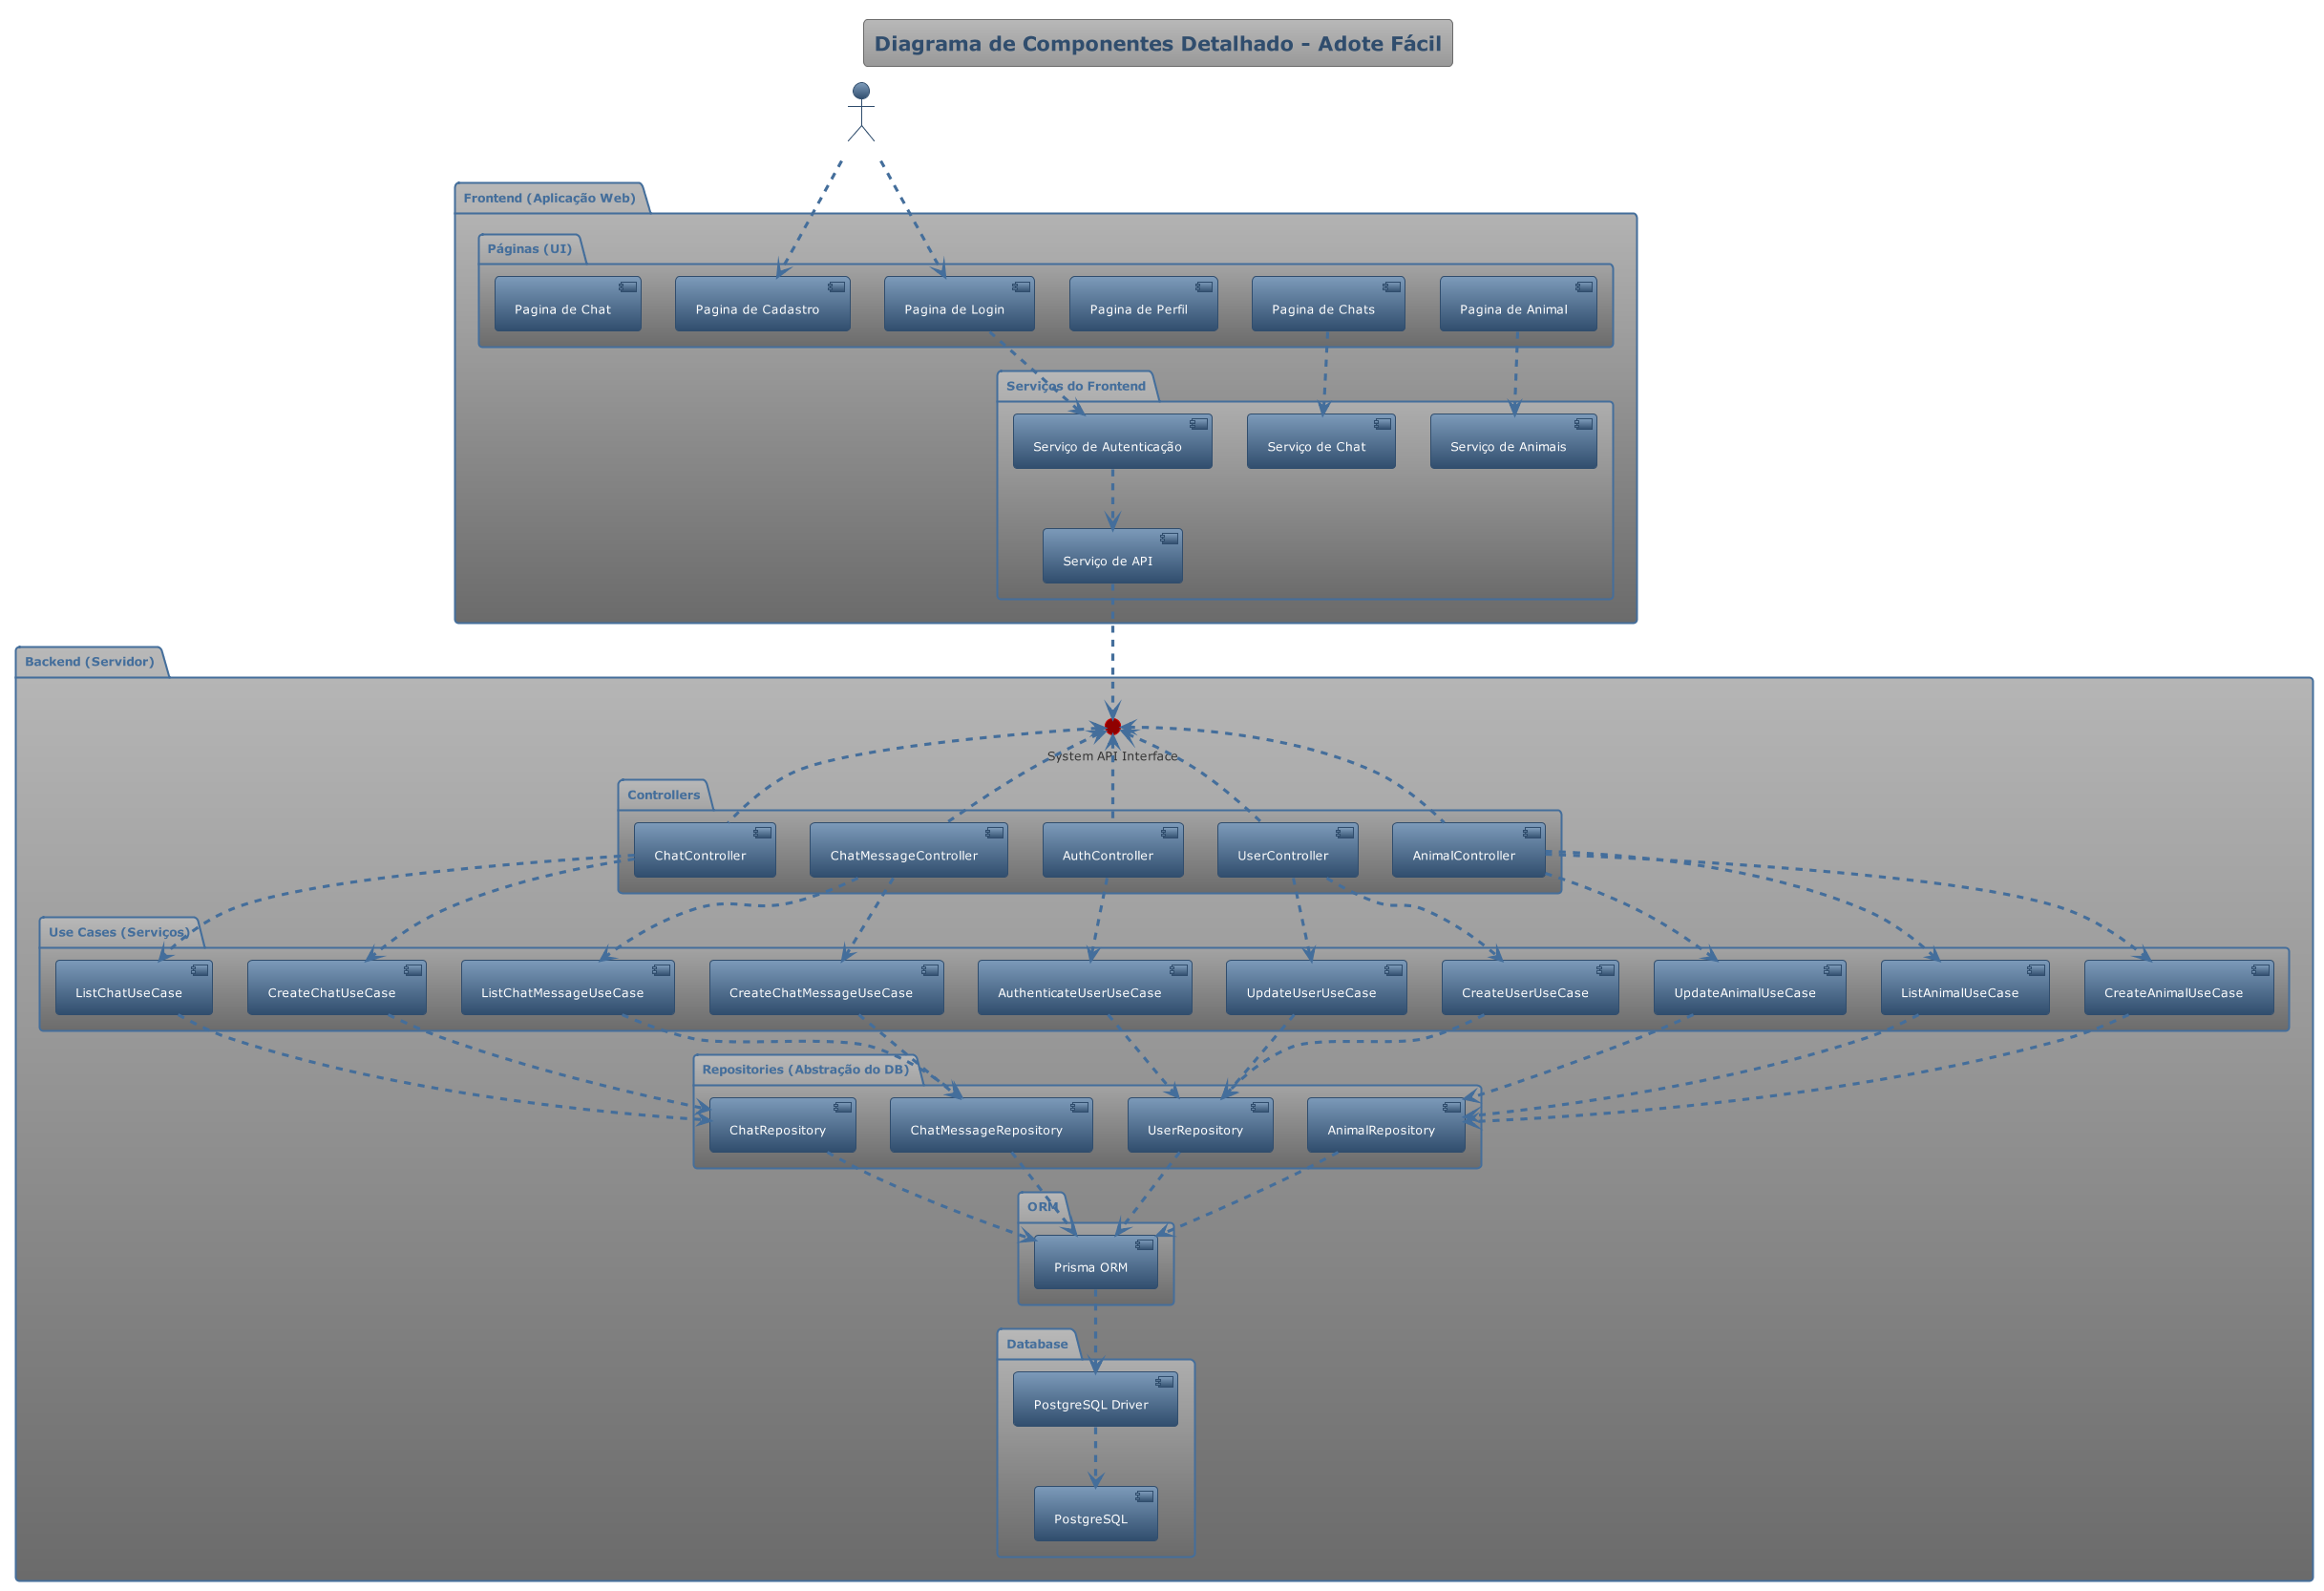 Diagrama de Componentes Detalhado - Adote Fácil
Frontend (Aplicação Web)
Páginas (UI)
Pagina de Chat
Pagina de Cadastro
Pagina de Login
Pagina de Perfil
Pagina de Chats
Pagina de Animal
Serviços do Frontend
Serviço de Autenticação
Serviço de Chat
Serviço de Animais
Serviço de API
Backend (Servidor)
System API Interface
Controllers
ChatController
ChatMessageController
AuthController
UserController
AnimalController
Use Cases (Serviços)
ListChatUseCase
CreateChatUseCase
ListChatMessageUseCase
CreateChatMessageUseCase
AuthenticateUserUseCase
UpdateUserUseCase
CreateUserUseCase
UpdateAnimalUseCase
ListAnimalUseCase
CreateAnimalUseCase
Repositories (Abstração do DB)
ChatRepository
ChatMessageRepository
UserRepository
AnimalRepository
ORM
Prisma ORM
Database
PostgreSQL Driver
PostgreSQL